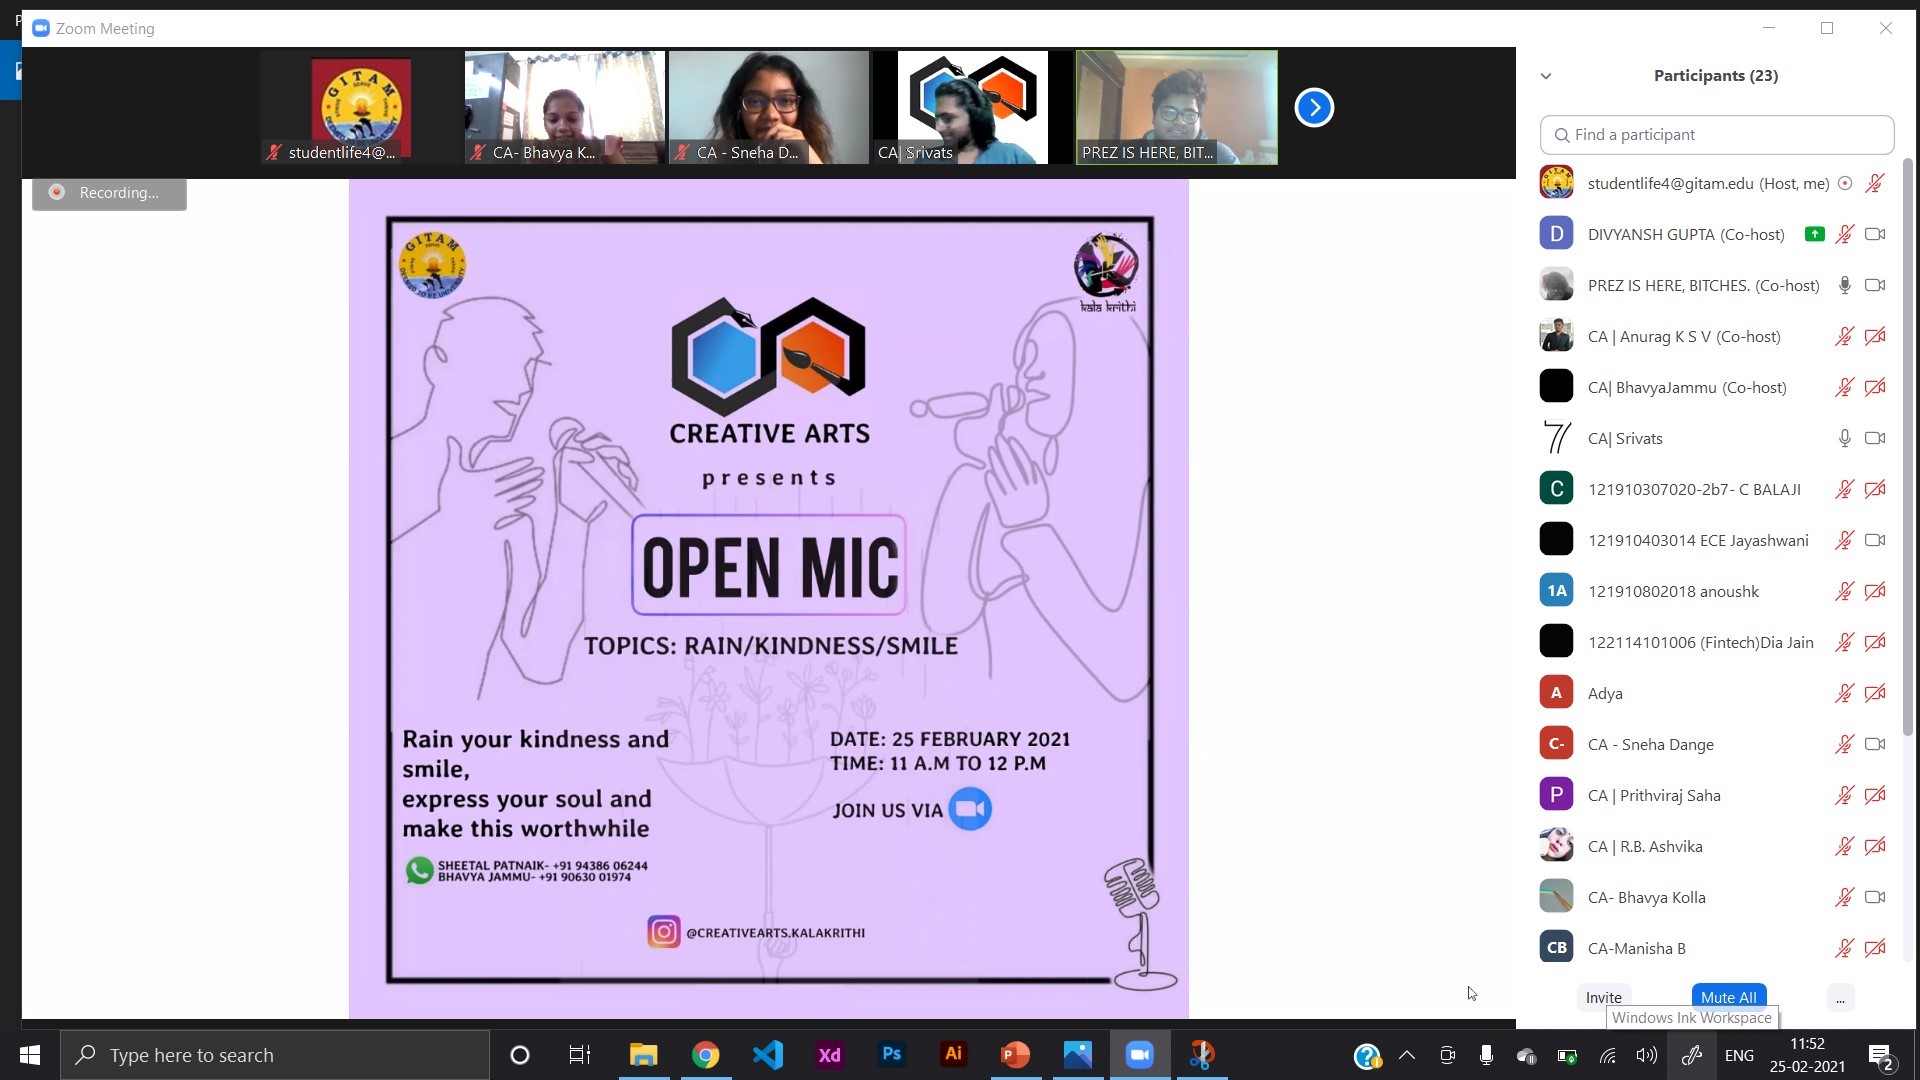 Zoom Meeting
studentlife4@...
CA- Bhavya K...
CA - Sneha D...
CA| Srivats
PREZ IS HERE, BIT...
Recording...
GITAM
kala krithi
CREATIVE ARTS
presents
OPEN MIC
TOPICS: RAIN/KINDNESS/SMILE
Rain your kindness and
smile,
express your soul and
make this worthwhile
SHEETAL PATNAIK- +91 94386 06244
BHAVYA JAMMU- +91 90630 01974
DATE: 25 FEBRUARY 2021
TIME: 11 A.M TO 12 P.M
JOIN US VIA
@CREATIVEARTS.KALAKRITHI
Participants (23)
Find a participant
studentlife4@gitam.edu (Host, me)
D DIVYANSH GUPTA (Co-host)
PREZ IS HERE, BITCHES. (Co-host)
CA | Anurag K S V (Co-host)
CA| BhavyaJammu (Co-host)
7 CA| Srivats
C 121910307020-2b7- C BALAJI
121910403014 ECE Jayashwani
1A 121910802018 anoushk
122114101006 (Fintech)Dia Jain
A Adya
C- CA - Sneha Dange
P CA | Prithviraj Saha
CA | R.B. Ashvika
CA- Bhavya Kolla
CB CA-Manisha B
Invite Mute All ...
Windows Ink Workspace
Type here to search
Xd Ps Ai P
ENG
11:52
25-02-2021
2